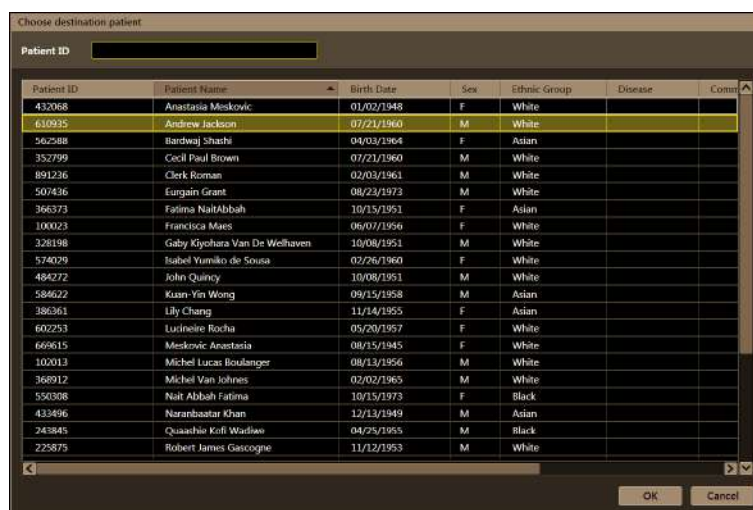 Choose destination patient
Patient ID
Patient ID Patient Name Birth Date Sex Ethnic Group Disease Comm
432068 Anastasia Meskovic 01/02/1948 F White
610935 Andrew Jackson 07/21/1960 M White
562588 Bardwaj Shashi 04/03/1964 F Asian
352799 Cecil Paul Brown 07/21/1960 M White
891236 Clerk Roman 02/03/1961 M White
507436 Eurgain Grant 08/23/1973 M White
366373 Fatima NaitAbbah 10/15/1951 F Asian
100023 Francisca Maes 06/07/1956 F White
328198 Gaby Kiyohara Van De Welhaven 10/08/1951 M White
574029 Isabel Yumiko de Sousa 02/26/1960 F White
484272 John Quincy 10/08/1951 M White
584622 Kuan-Yin Wong 09/15/1958 M Asian
386361 Lily Chang 11/14/1955 F Asian
602253 Lucineire Rocha 05/20/1957 F White
669615 Meskovic Anastasia 08/15/1945 F White
102013 Michel Lucas Boulanger 08/13/1956 M White
368912 Michel Van Johnes 02/02/1965 M White
550308 Nait Abbah Fatima 10/15/1973 F Black
433496 Naranbaatar Khan 12/13/1949 M Asian
243845 Quaashie Kofi Wadiwe 04/25/1955 M Black
225875 Robert James Gascogne 11/12/1953 M White
OK Cancel